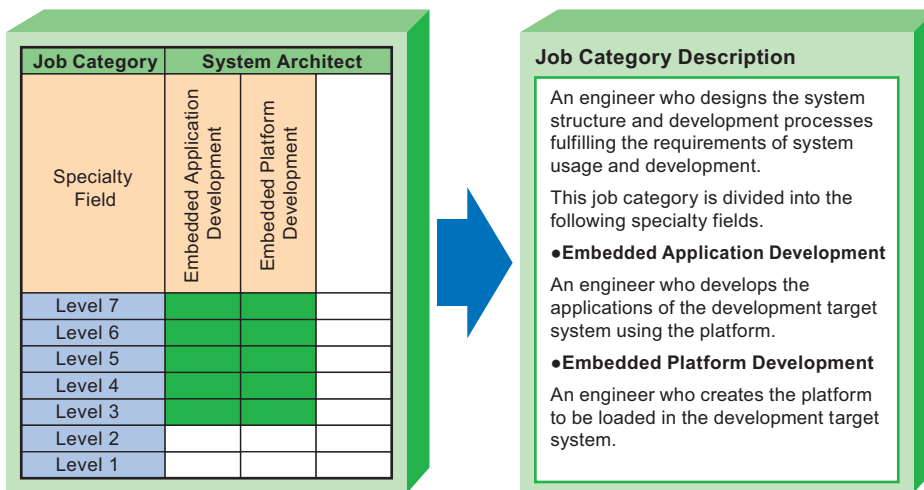 Job Category
System Architect
Specialty
Field
Embedded Application
Development
Embedded Platform
Development
Level 7
Level 6
Level 5
Level 4
Level 3
Level 2
Level 1
Job Category Description
An engineer who designs the system
structure and development processes
fulfilling the requirements of system
usage and development.
This job category is divided into the
following specialty fields.
●Embedded Application Development
An engineer who develops the
applications of the development target
system using the platform.
●Embedded Platform Development
An engineer who creates the platform
to be loaded in the development target
system.